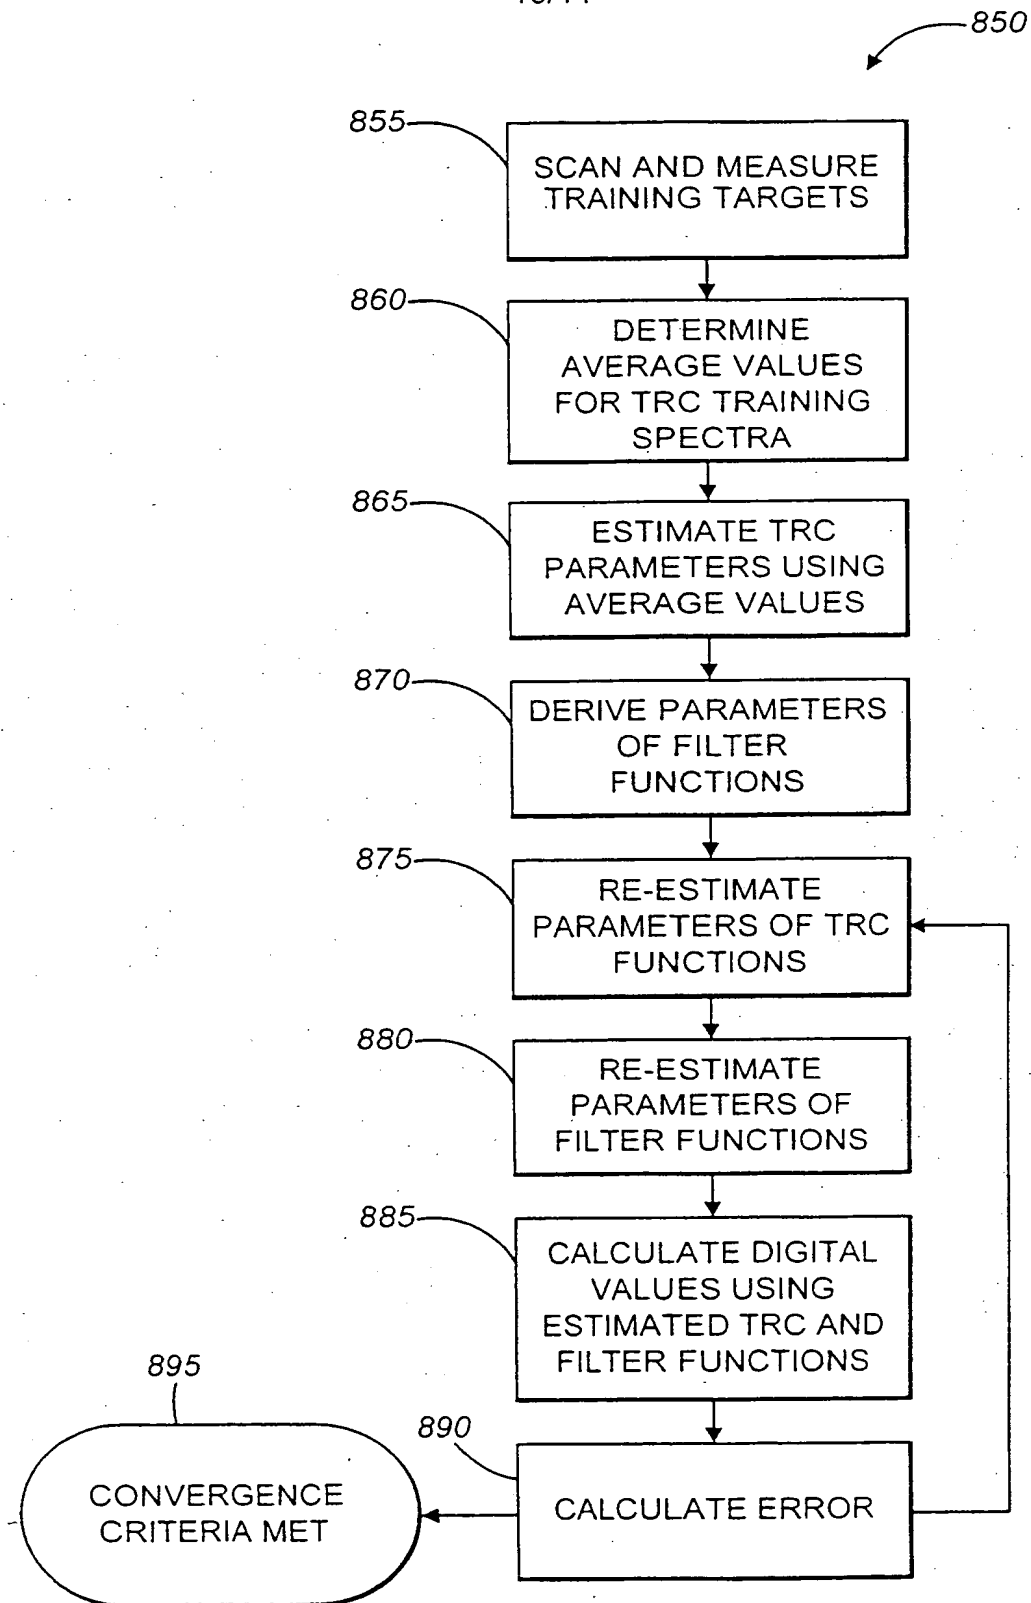 850
855
SCAN AND MEASURE
TRAINING TARGETS
860
DETERMINE
AVERAGE VALUES
FOR TRC TRAINING
SPECTRA
865
ESTIMATE TRC
PARAMETERS USING
AVERAGE VALUES
870
DERIVE PARAMETERS
OF FILTER
FUNCTIONS
875
RE-ESTIMATE
PARAMETERS OF TRC
FUNCTIONS
880
RE-ESTIMATE
PARAMETERS OF
FILTER FUNCTIONS
885
CALCULATE DIGITAL
VALUES USING
ESTIMATED TRC AND
FILTER FUNCTIONS
890
CALCULATE ERROR
895
CONVERGENCE
CRITERIA MET